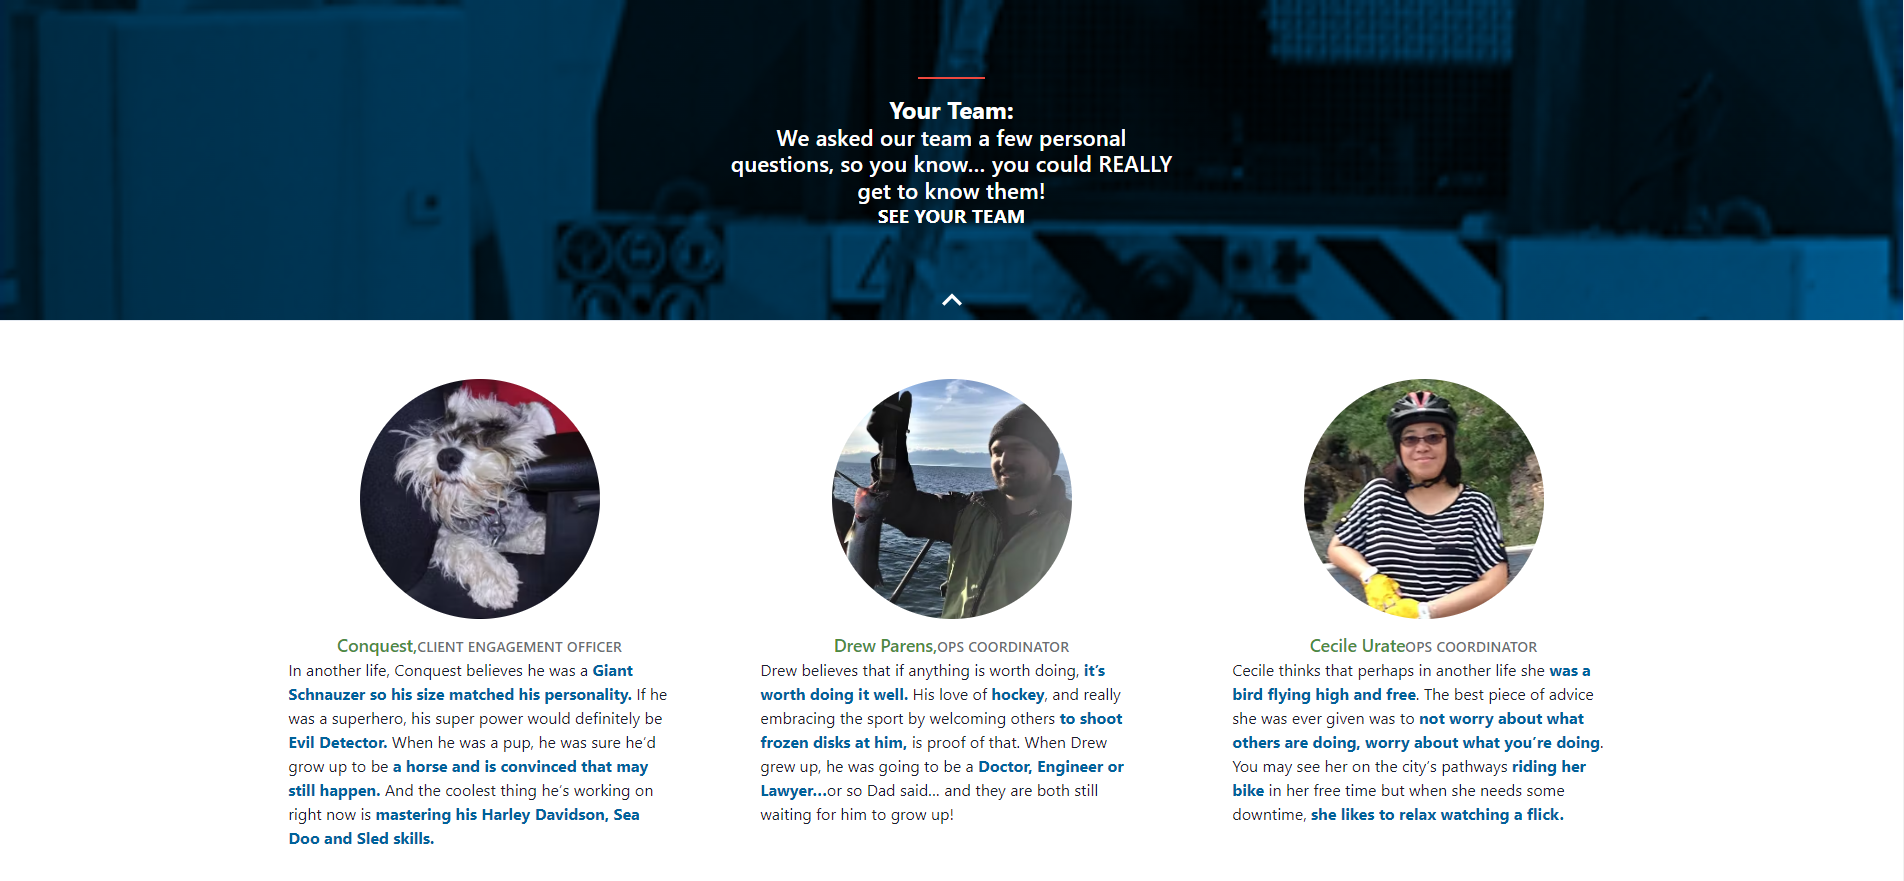 Your Team:
We asked our team a few personal
questions, so you know... you could REALLY
get to know them!
SEE YOUR TEAM
Conquest,CLIENT ENGAGEMENT OFFICER
In another life, Conquest believes he was a Giant
Schnauzer so his size matched his personality. If he
was a superhero, his super power would definitely be
Evil Detector. When he was a pup, he was sure he’d
grow up to be a horse and is convinced that may
still happen. And the coolest thing he’s working on
right now is mastering his Harley Davidson, Sea
Doo and Sled skills.
Drew Parens,OPS COORDINATOR
Drew believes that if anything is worth doing, it’s
worth doing it well. His love of hockey, and really
embracing the sport by welcoming others to shoot
frozen disks at him, is proof of that. When Drew
grew up, he was going to be a Doctor, Engineer or
Lawyer...or so Dad said... and they are both still
waiting for him to grow up!
Cecile UrateOPS COORDINATOR
Cecile thinks that perhaps in another life she was a
bird flying high and free. The best piece of advice
she was ever given was to not worry about what
others are doing, worry about what you’re doing.
You may see her on the city’s pathways riding her
bike in her free time but when she needs some
downtime, she likes to relax watching a flick.